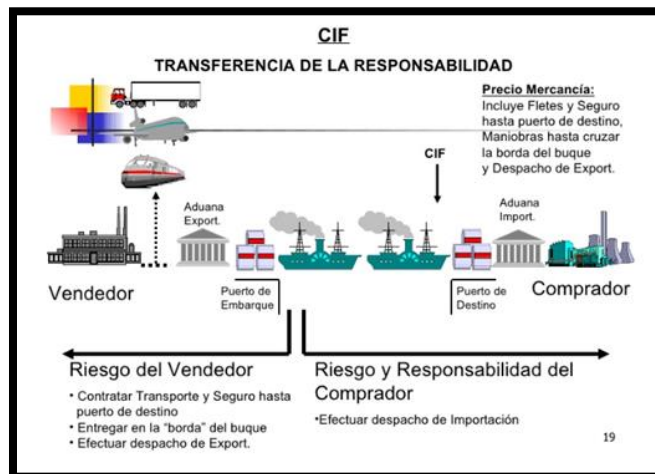 CIF
TRANSFERENCIA DE LA RESPONSABILIDAD
Precio Mercancía:
Incluye Fletes y Seguro
hasta puerto de destino,
Maniobras hasta cruzar
la borda del buque
y Despacho de Export.
CIF
Aduana
Export.
Aduana
Import.
Vendedor
Puerto de
Embarque
Puerto de
Destino
Comprador
Riesgo del Vendedor
• Contratar Transporte y Seguro hasta
puerto de destino
• Entregar en la “borda” del buque
• Efectuar despacho de Export.
Riesgo y Responsabilidad del
Comprador
•Efectuar despacho de Importación
19